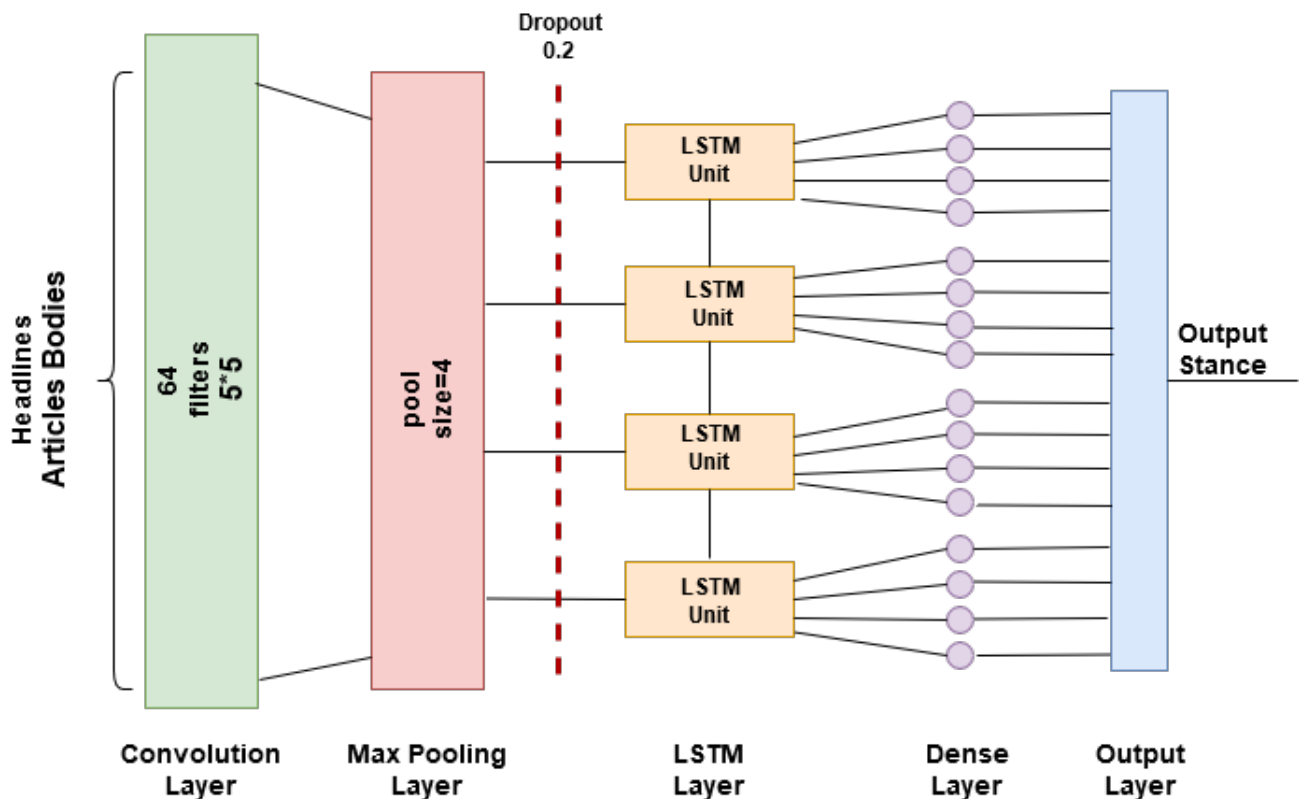 Dropout
0.2
Headlines
Articles Bodies
64
filters
5*5
pool
size=4
LSTM
Unit
LSTM
Unit
LSTM
Unit
LSTM
Unit
Output
Stance
Convolution
Layer
Max Pooling
Layer
LSTM
Layer
Dense
Layer
Output
Layer